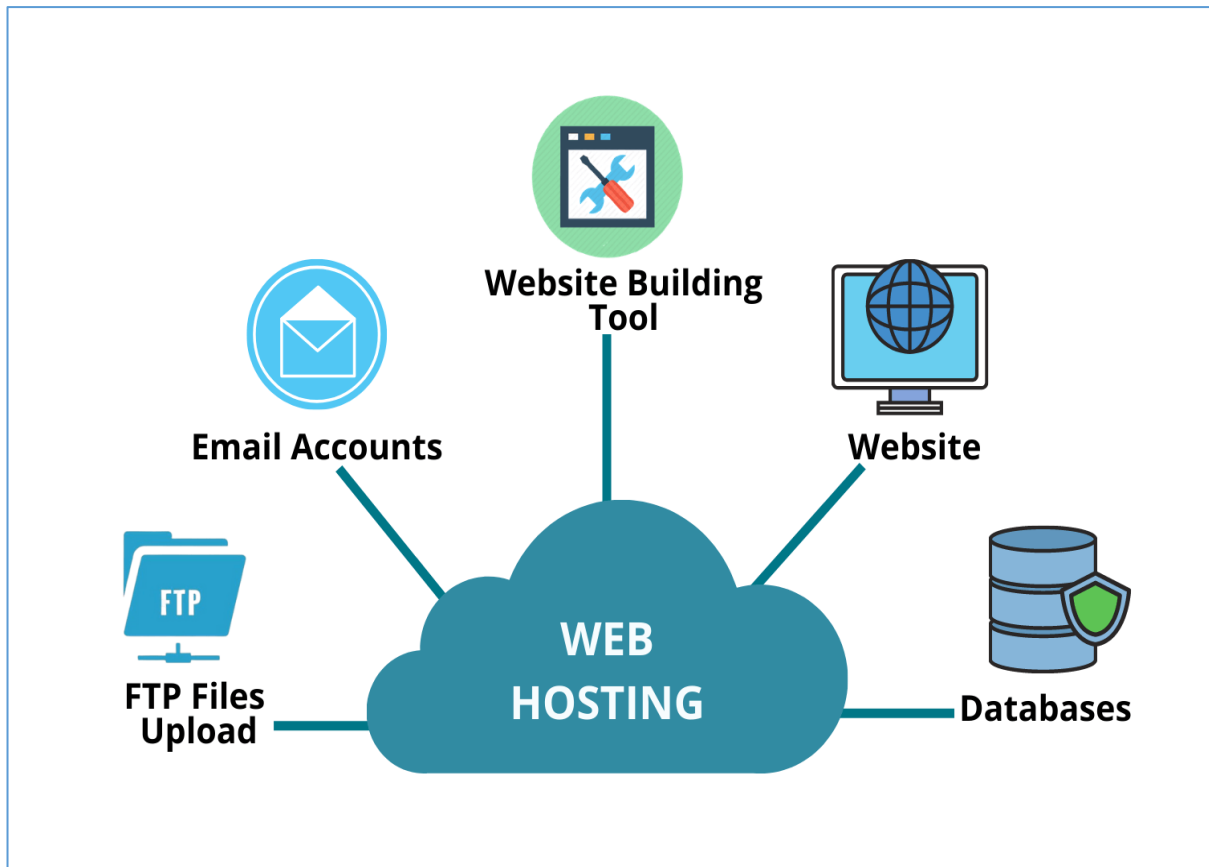 Website Building
Tool
Email Accounts
Website
FTP
FTP Files
Upload
WEB
HOSTING
Databases